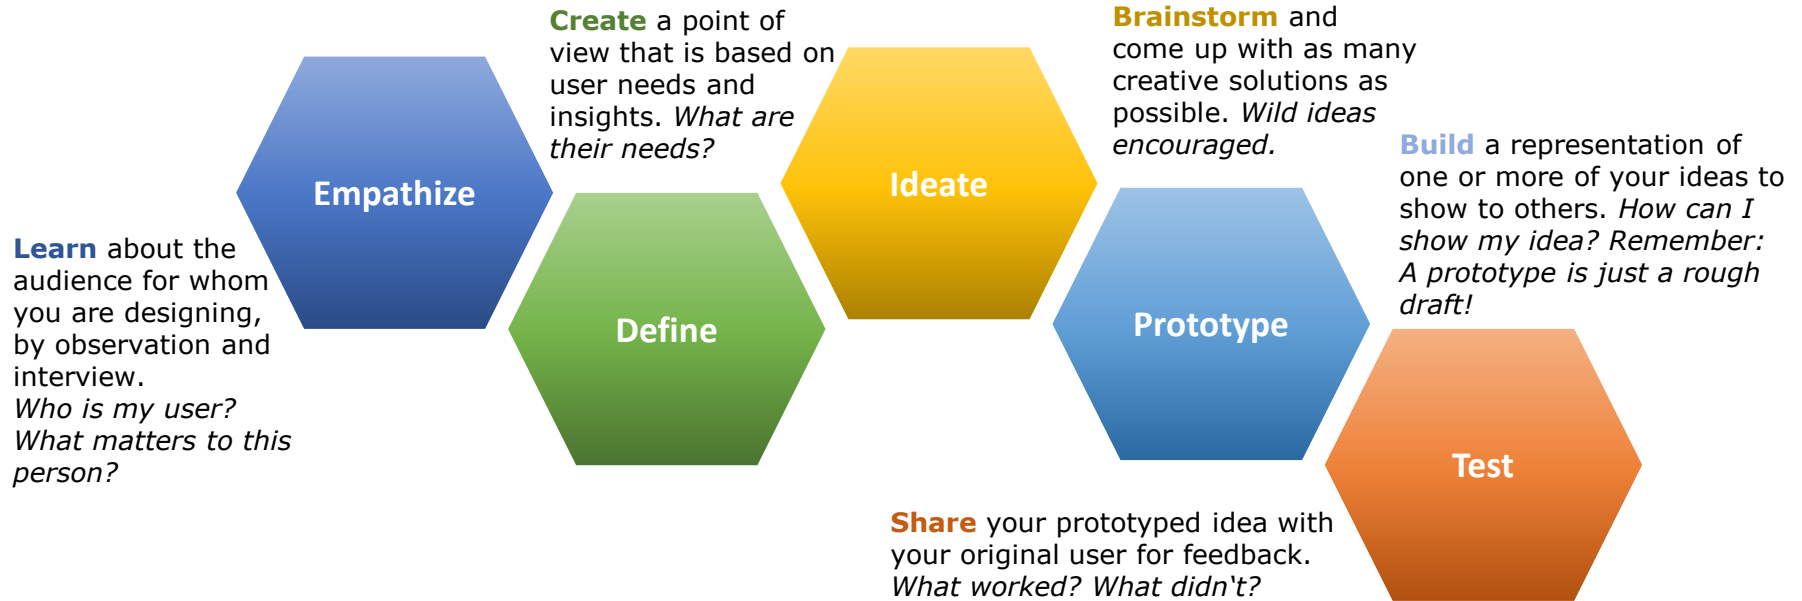 Empathize
Learn about the
audience for whom
you are designing,
by observation and
interview.
Who is my user?
What matters to this
person?
Create a point of
view that is based on
user needs and
insights. What are
their needs?
Define
Ideate
Brainstorm and
come up with as many
creative solutions as
possible. Wild ideas
encouraged.
Prototype
Build a representation of
one or more of your ideas to
show to others. How can I
show my idea? Remember:
A prototype is just a rough
draft!
Test
Share your prototyped idea with
your original user for feedback.
What worked? What didn‘t?